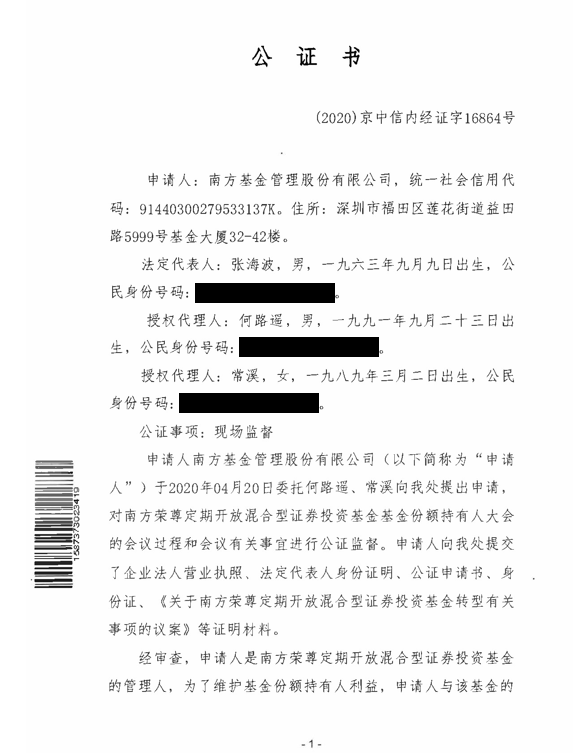 公 证 书
(2020)京中信内经证字16864号
申请人：南方基金管理股份有限公司，统一社会信用代
码：91440300279533137K。住所：深圳市福田区莲花街道益田
路5999号基金大厦32-42楼。
法定代表人：张海波，男，一九六三年九月九日出生，公
民身份号码：。
授权代理人：何路遥，男，一九九一年九月二十三日出
生，公民身份号码：。
授权代理人：常溪，女，一九八九年三月二日出生，公民
身份号码：。
公证事项：现场监督
申请人南方基金管理股份有限公司（以下简称为“申请
人”）于2020年04月20日委托何路遥、常溪向我处提出申请，
对南方荣尊定期开放混合型证券投资基金基金份额持有人大会
的会议过程和会议有关事宜进行公证监督。申请人向我处提交
了企业法人营业执照、法定代表人身份证明、公证申请书、身
份证、《关于南方荣尊定期开放混合型证券投资基金转型有关
事项的议案》等证明材料。
经审查，申请人是南方荣尊定期开放混合型证券投资基金
的管理人，为了维护基金份额持有人利益，申请人与该基金的
1587373023419
- 1 -